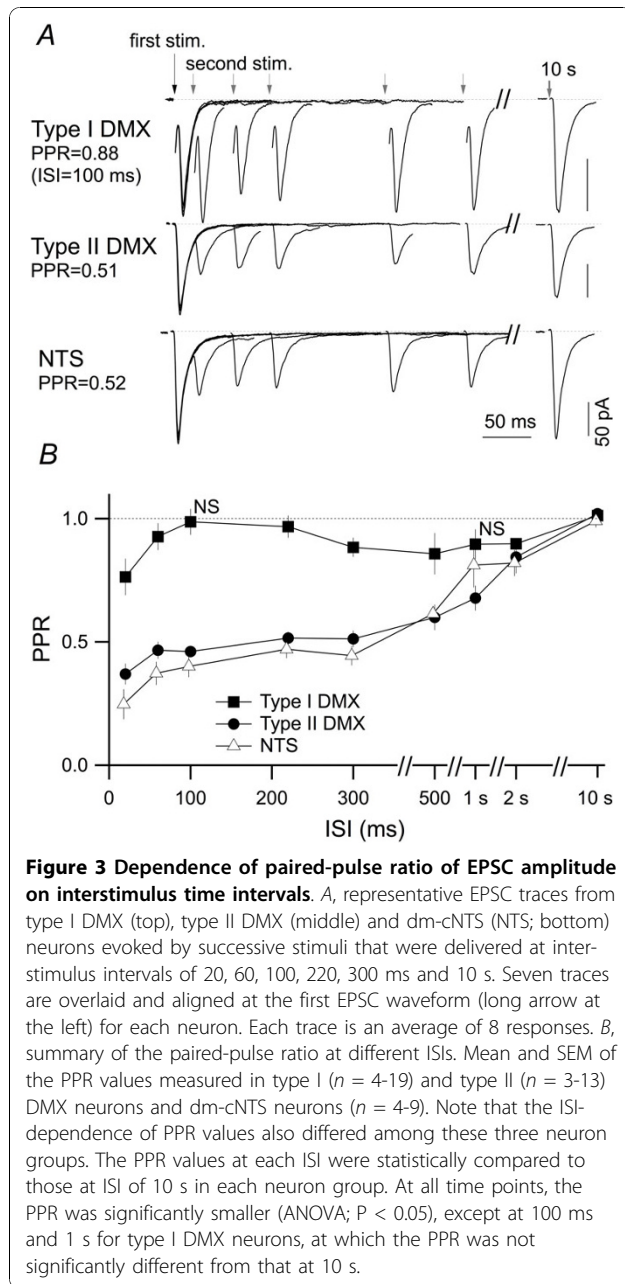 A
first stim.
second stim.
10 s
Type I DMX
PPR=0.88
(ISI=100 ms)
Type II DMX
PPR=0.51
NTS
PPR=0.52
50 ms
50 pA
B
NS
NS
1.0
0.5
0.0
PPR
Type I DMX
Type II DMX
NTS
0 100 200 300 500 1 s 2 s 10 s
ISI (ms)
Figure 3 Dependence of paired-pulse ratio of EPSC amplitude
on interstimulus time intervals. A, representative EPSC traces from
type I DMX (top), type II DMX (middle) and dm-cNTS (NTS; bottom)
neurons evoked by successive stimuli that were delivered at inter-
stimulus intervals of 20, 60, 100, 220, 300 ms and 10 s. Seven traces
are overlaid and aligned at the first EPSC waveform (long arrow at
the left) for each neuron. Each trace is an average of 8 responses. B,
summary of the paired-pulse ratio at different ISIs. Mean and SEM of
the PPR values measured in type I (n = 4-19) and type II (n = 3-13)
DMX neurons and dm-cNTS neurons (n = 4-9). Note that the ISI-
dependence of PPR values also differed among these three neuron
groups. The PPR values at each ISI were statistically compared to
those at ISI of 10 s in each neuron group. At all time points, the
PPR was significantly smaller (ANOVA; P < 0.05), except at 100 ms
and 1 s for type I DMX neurons, at which the PPR was not
significantly different from that at 10 s.